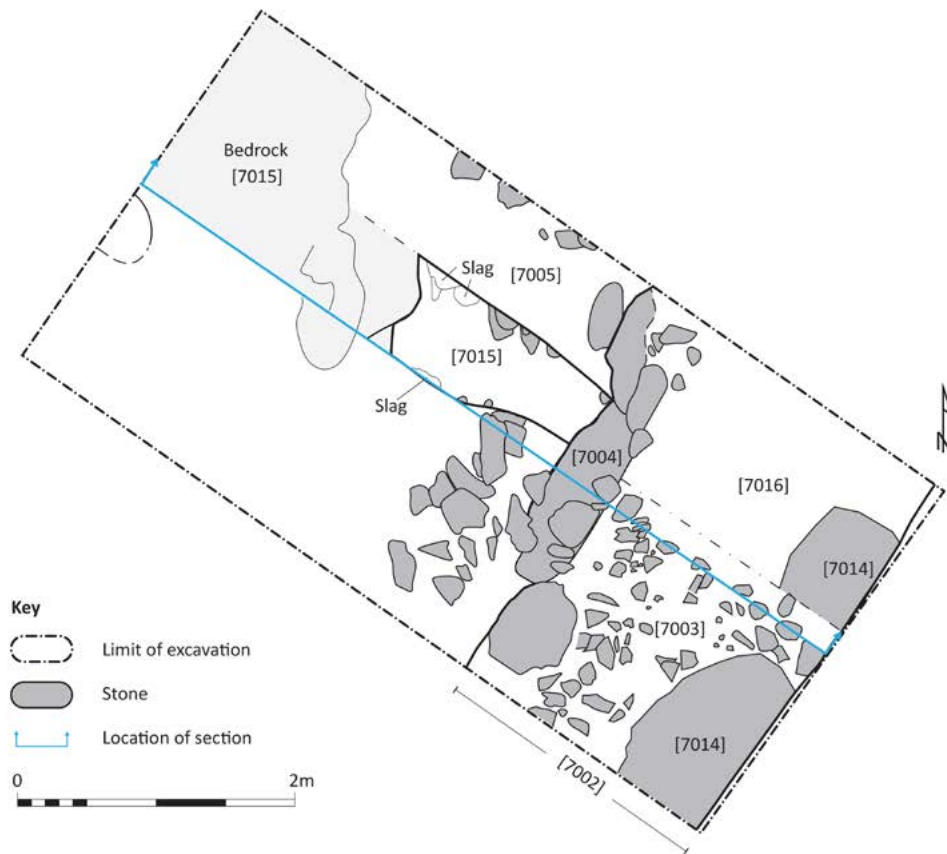 Bedrock
[7015]
Slag
[7005]
[7015]
Slag
[7004]
[7016]
[7014]
[7003]
[7014]
[7002]
N
Key
Limit of excavation
Stone
Location of section
0
2m